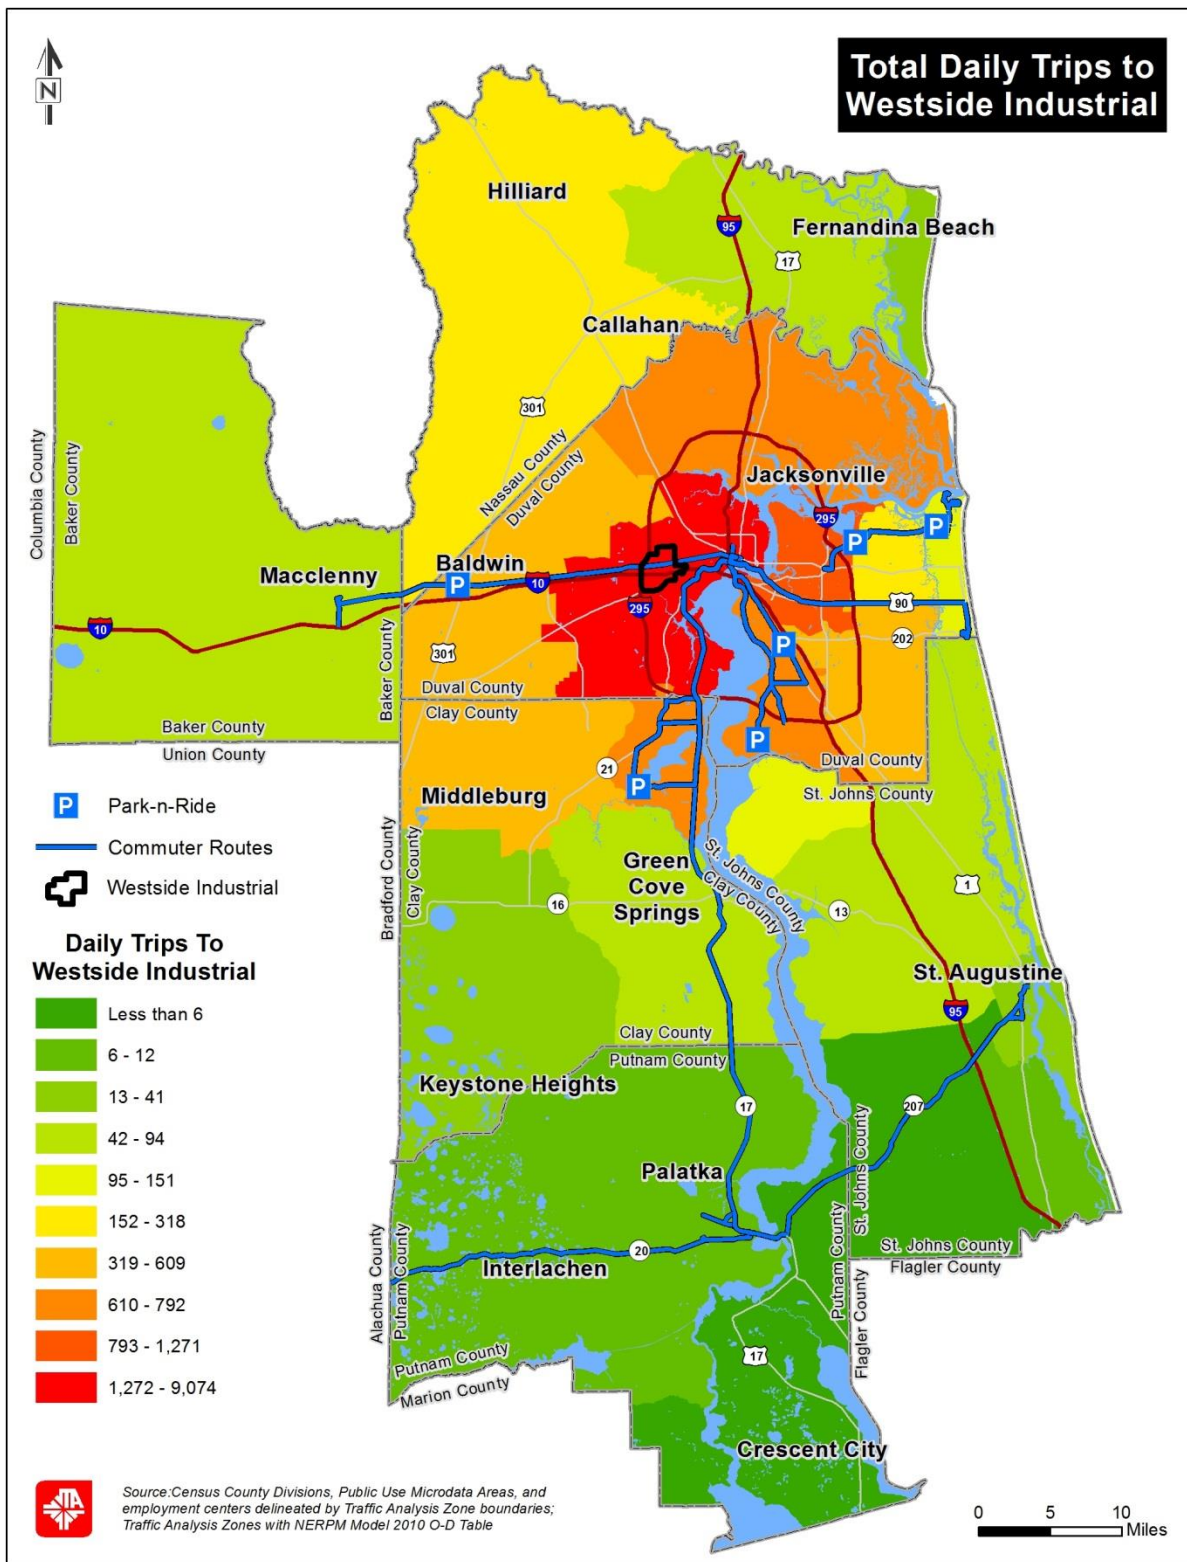 Total Daily Trips to
Westside Industrial
N
Hilliard
95
Fernandina Beach
17
Callahan
301
Columbia County
Baker County
Nassau County
Duval County
Jacksonville
295
P
P
Baldwin
Macclenny
P
10
295
90
10
202
301
P
Baker County
Duval County
Clay County
Baker County
Union County
P
Duval County
St. Johns County
21
P
Middleburg
P
Park-n-Ride
Commuter Routes
Westside Industrial
Bradford County
Clay County
Green
Cove
Springs
St. Johns County
Clay County
1
16
13
St. Augustine
95
Daily Trips To
Westside Industrial
Less than 6
6 - 12
13 - 41
42 - 94
95 - 151
152 - 318
319 - 609
610 - 792
793 - 1,271
1,272 - 9,074
Clay County
Putnam County
Keystone Heights
17
207
Palatka
St. Johns County
Putnam County
20
Interlachen
St. Johns County
Flagler County
Alachua County
Putnam County
Flagler County
Putnam County
Marion County
17
Crescent City
JTA
Source:Census County Divisions, Public Use Microdata Areas, and
employment centers delineated by Traffic Analysis Zone boundaries;
Traffic Analysis Zones with NERPM Model 2010 O-D Table
0 5 10
Miles